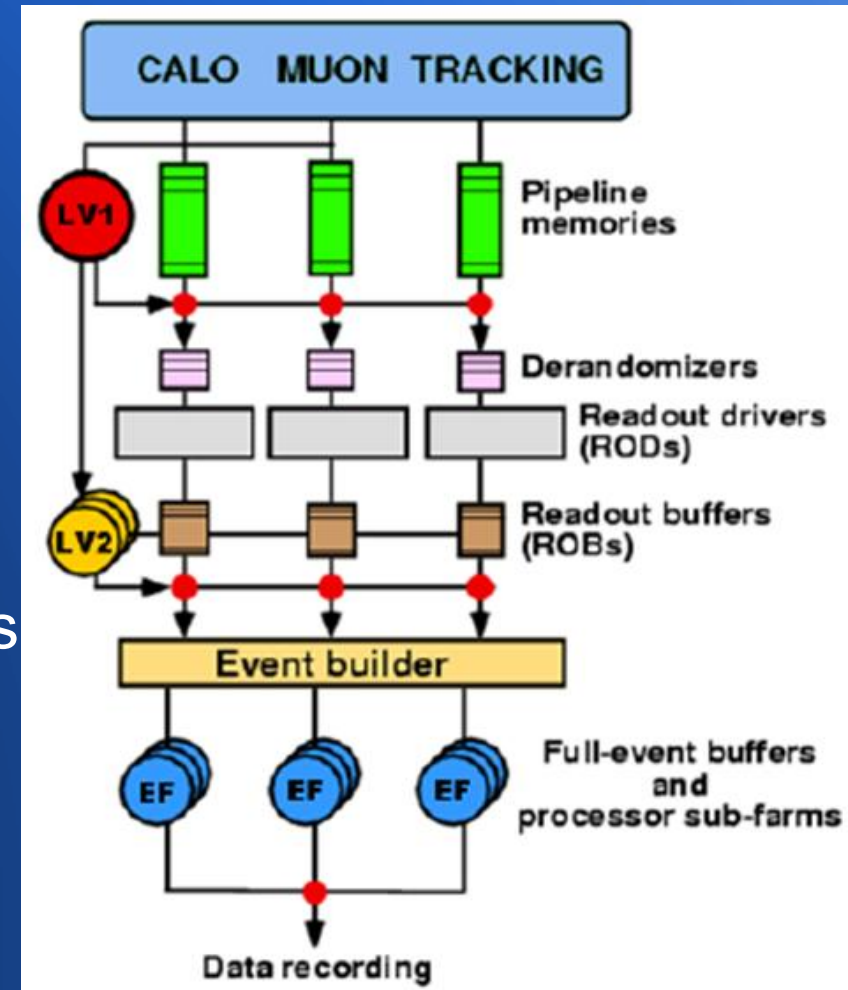 CALO MUON TRACKING
LV1
Pipeline
memories
Derandomizers
Readout drivers
(RODs)
Readout buffers
(ROBs)
LV2
s
Event builder
EF EF EF
Full-event buffers
and
processor sub-farms
Data recording